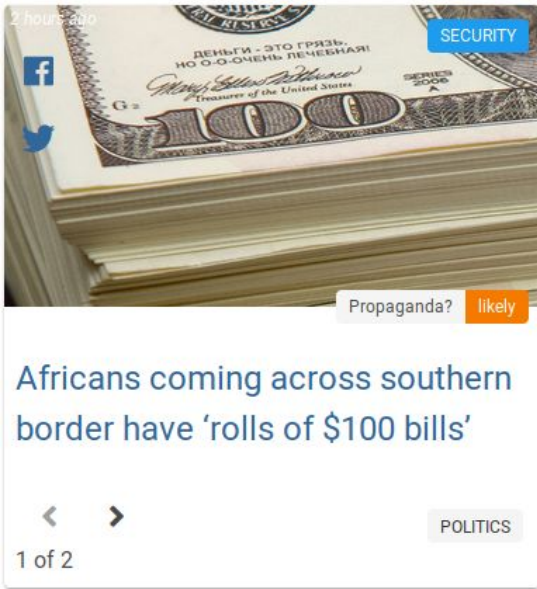 2 hours ago
SECURITY
ДЕНЬГИ - ЭТО ГРЯЗЬ,
НО О-О-ОЧЕНЬ ЛЕЧЕБНАЯ!
Treasurer of the United States
SERIES
2006
A
G2
100
Propaganda?
likely
Africans coming across southern
border have ‘rolls of $100 bills’
POLITICS
1 of 2